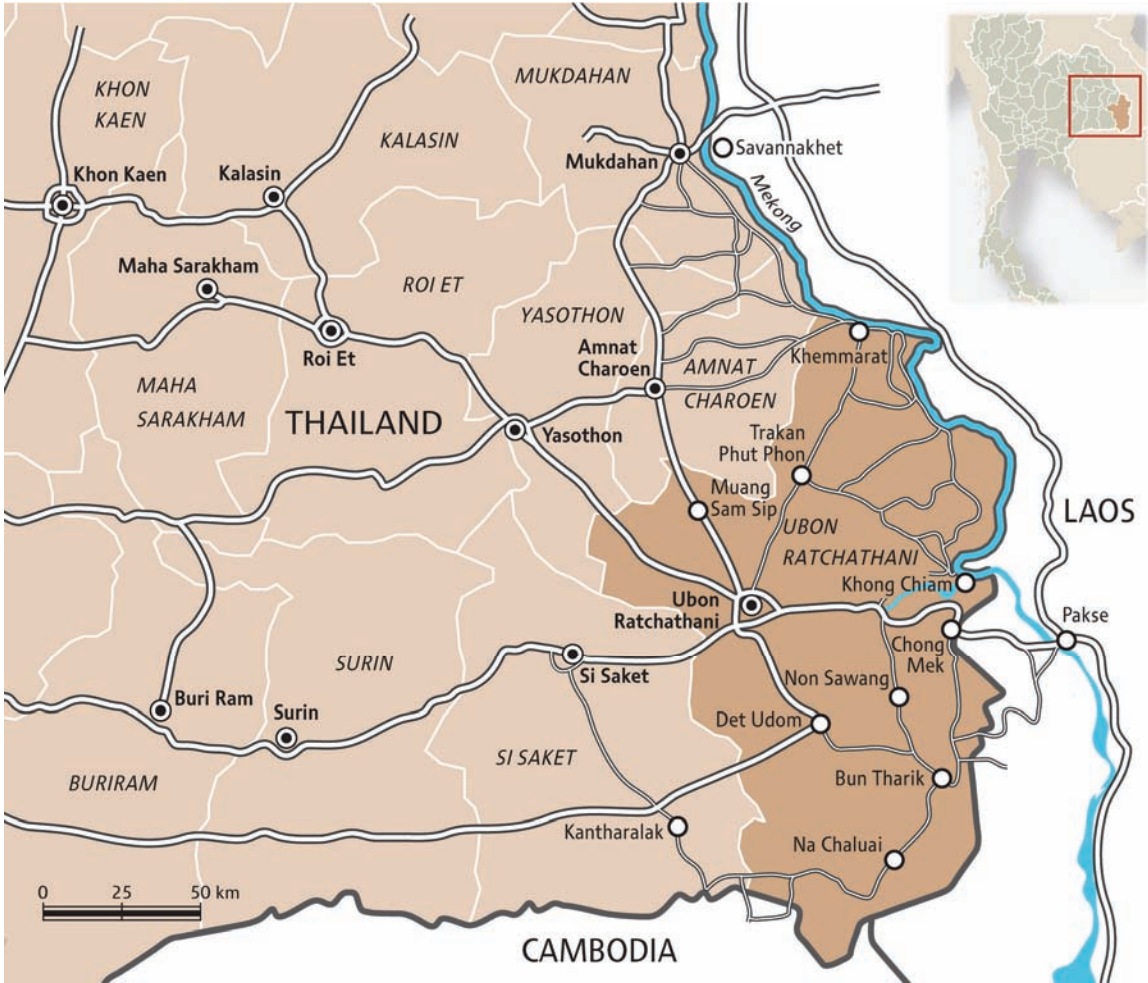 KHON
KAEN
MUKDAHAN
KALASIN
Khon Kaen
Kalasin
Mukdahan
Savannakhet
Mekong
Maha Sarakham
ROI ET
YASOTHON
Roi Et
Amnat
Charoen
AMNAT
CHAROEN
Khemmarat
MAHA
SARAKHAM
THAILAND
Yasothon
Trakan
Phut Phon
Muang
Sam Sip
LAOS
UBON
RATCHATHANI
Khong Chiam
Ubon
Ratchathani
Pakse
Chong
Mek
SURIN
Si Saket
Non Sawang
Buri Ram
Surin
Det Udom
SI SAKET
BURIRAM
Bun Tharik
Kantharalak
Na Chaluai
0 25 50 km
CAMBODIA